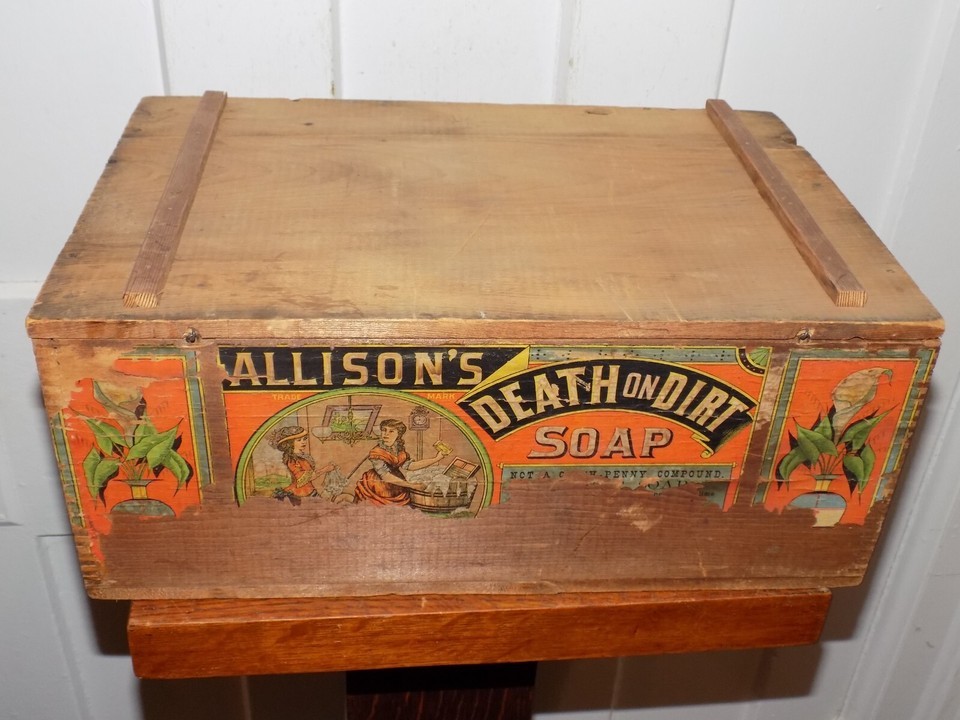 ALLISON'S
TRADE MARK
DEATH ON DIRT
SOAP
NOT A PENNY COMPOUND.